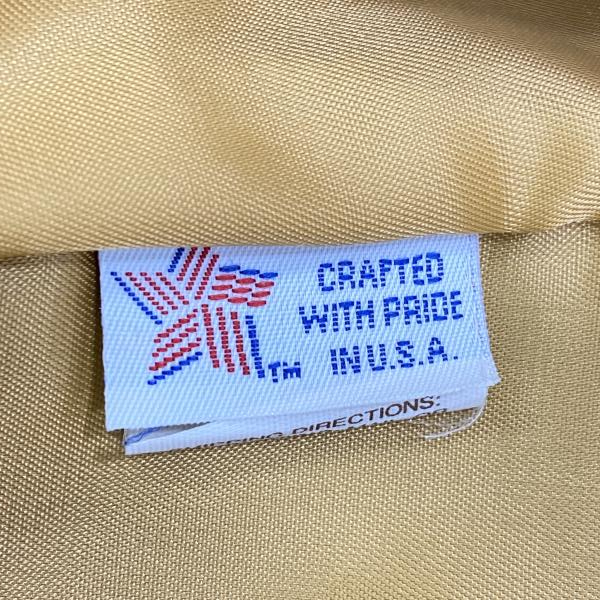 CRAFTED
WITH PRIDE
IN U.S.A.
TM
DIRECTIONS: